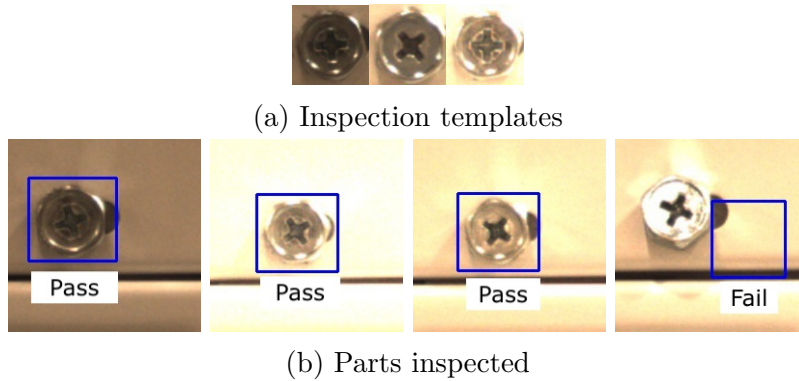 (a) Inspection templates
Pass
Pass
Pass
Fail
(b) Parts inspected